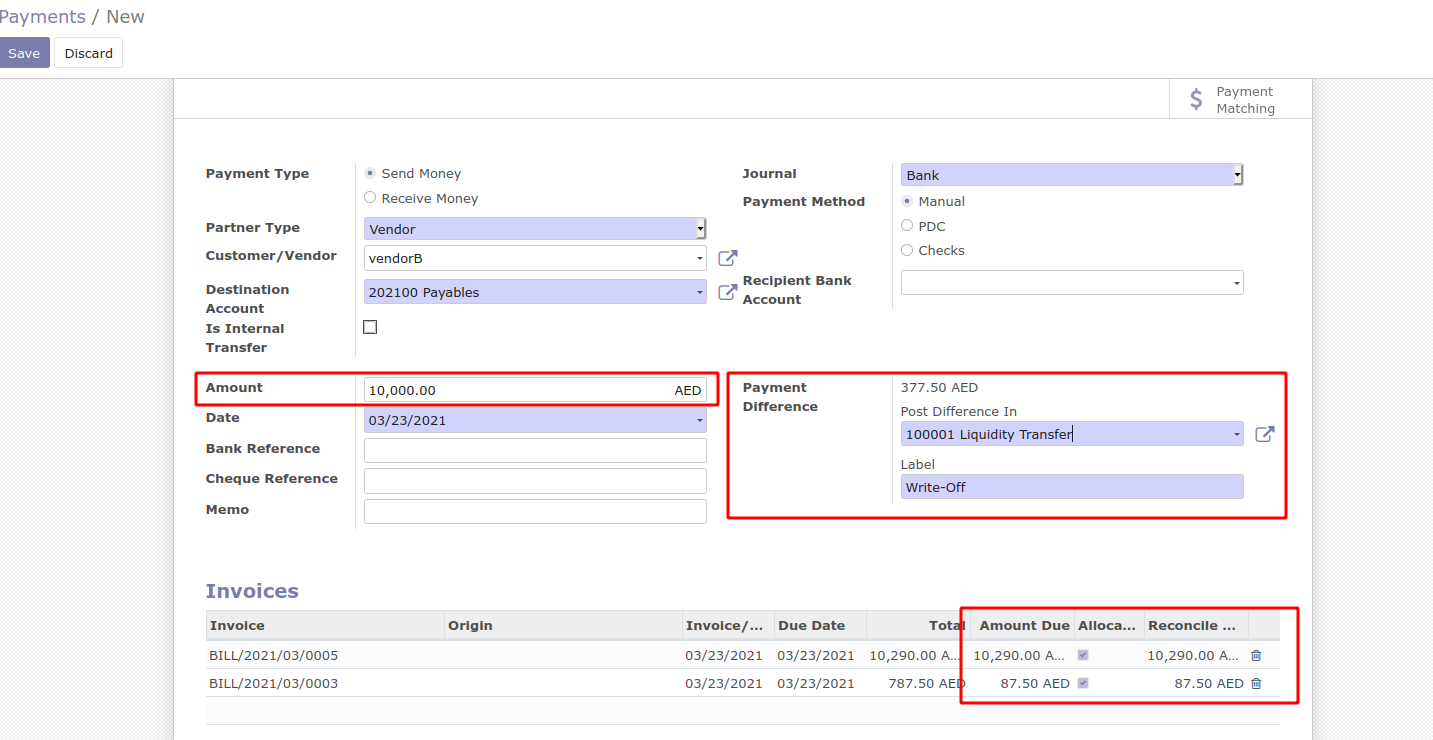 Payments / New
Save Discard
$ Payment
Matching
Payment Type
Send Money
Receive Money
Partner Type
Vendor
Customer/Vendor
vendorB
Destination
Account
202100 Payables
Is Internal
Transfer
Journal
Bank
Payment Method
Manual
PDC
Checks
Recipient Bank
Account
Amount
10,000.00 AED
Date
03/23/2021
Bank Reference
Cheque Reference
Memo
Payment
Difference
377.50 AED
Post Difference In
100001 Liquidity Transfer
Label
Write-Off
Invoices
Invoice Origin Invoice/... Due Date Total Amount Due Alloca... Reconcile ...
BILL/2021/03/0005 03/23/2021 03/23/2021 10,290.00 A... 10,290.00 A... 10,290.00 A...
BILL/2021/03/0003 03/23/2021 03/23/2021 787.50 AED 87.50 AED 87.50 AED